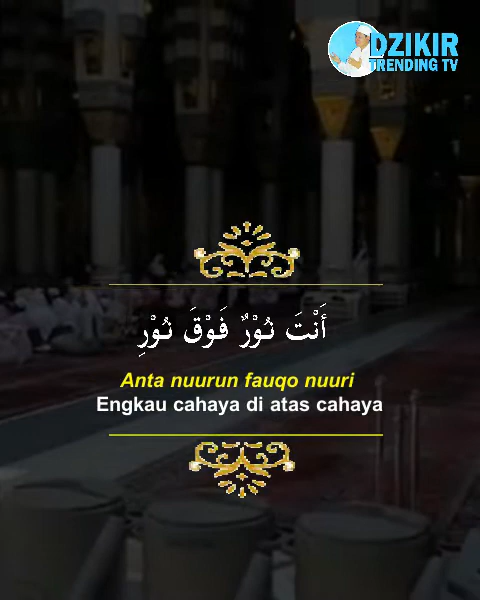 DZIKIR
TRENDING TV
أَنْتَ نُوْرٌ فَوْقَ نُوْرِ
Anta nuurun fauqo nuuri
Engkau cahaya di atas cahaya